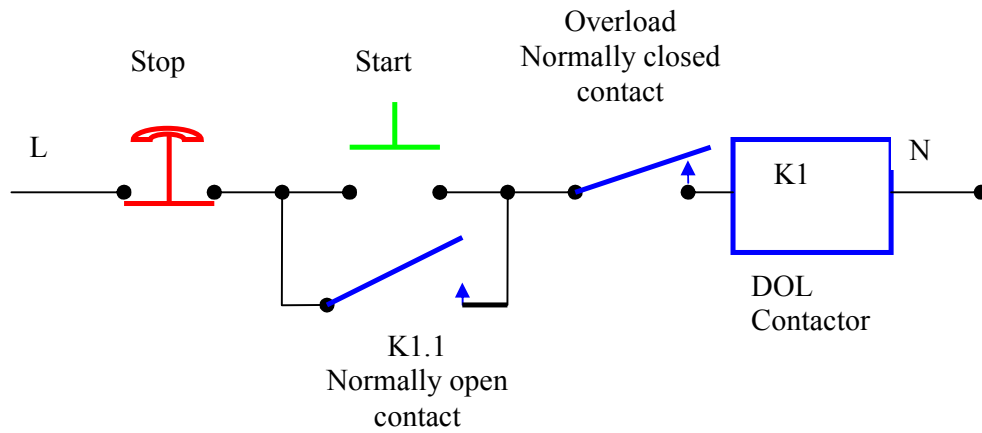 Overload
Normally closed
contact
Stop
Start
L
K1
N
DOL
Contactor
K1.1
Normally open
contact